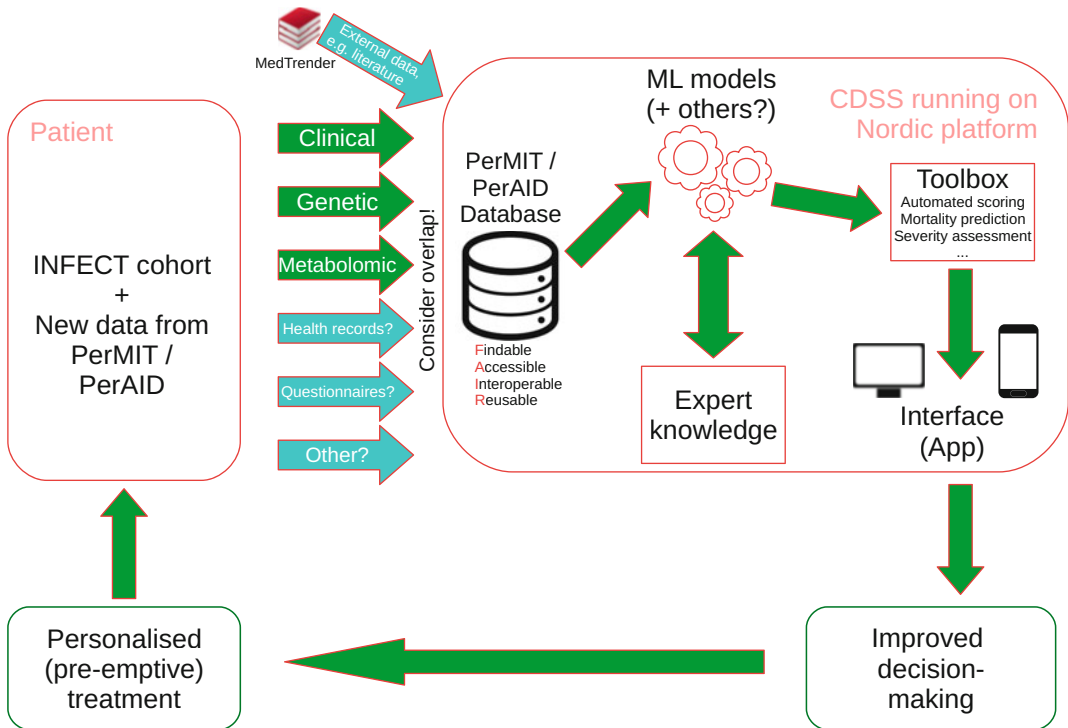 MedTrender
External data,
e.g. literature
Patient
INFECT cohort
+
New data from
PerMIT /
PerAID
Clinical
Genetic
Metabolomic
Health records?
Questionnaires?
Other?
Consider overlap!
CDSS running on
Nordic platform
PerMIT /
PerAID
Database
Findable
Accessible
Interoperable
Reusable
ML models
(+ others?)
Expert
knowledge
Toolbox
Automated scoring
Mortality prediction
Severity assessment
...
Interface
(App)
Improved
decision-
making
Personalised
(pre-emptive)
treatment